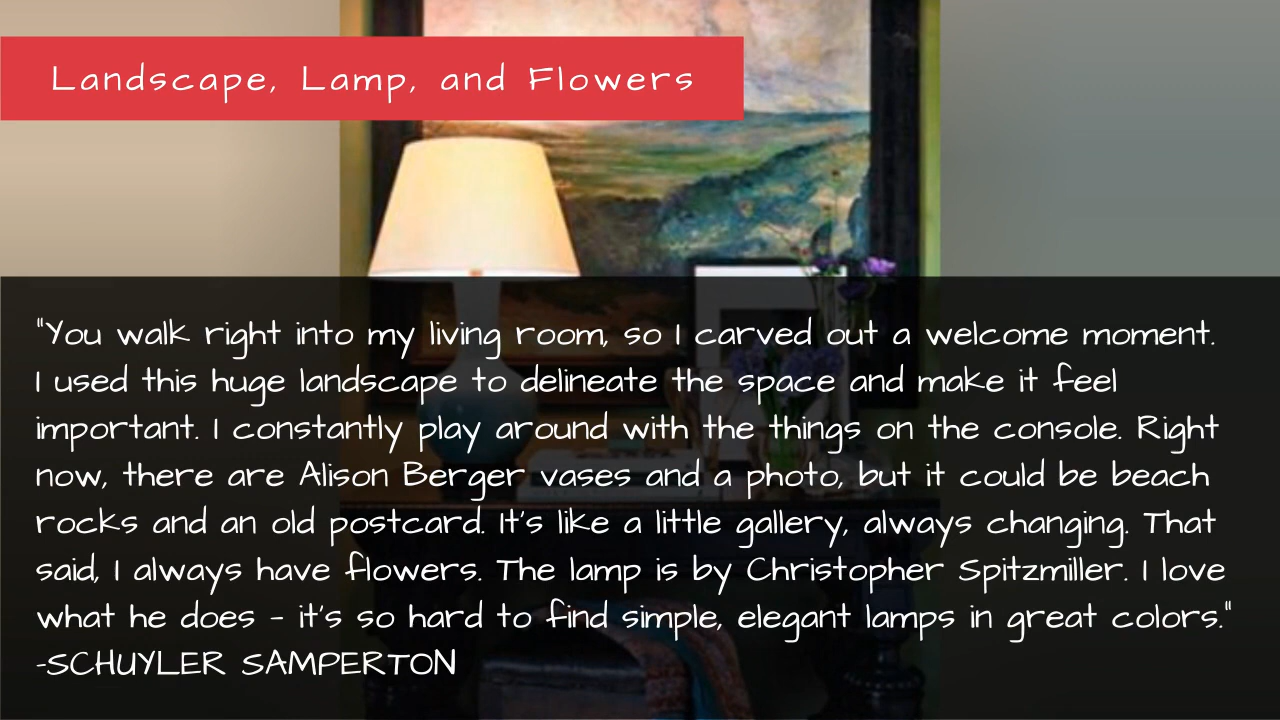 Landscape, Lamp, and Flowers
"You walk right into my living room, so I carved out a welcome moment.
I used this huge landscape to delineate the space and make it feel
important. I constantly play around with the things on the console. Right
now, there are Alison Berger vases and a photo, but it could be beach
rocks and an old postcard. It's like a little gallery, always changing. That
said, I always have flowers. The lamp is by Christopher Spitzmiller. I love
what he does - it's so hard to find simple, elegant lamps in great colors."
-SCHUYLER SAMPERTON